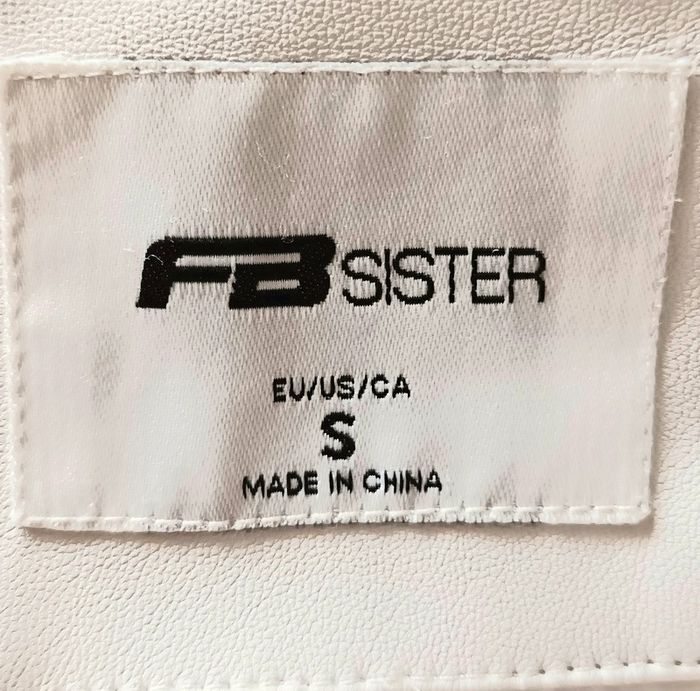 FB SISTER
EU/US/CA
S
MADE IN CHINA